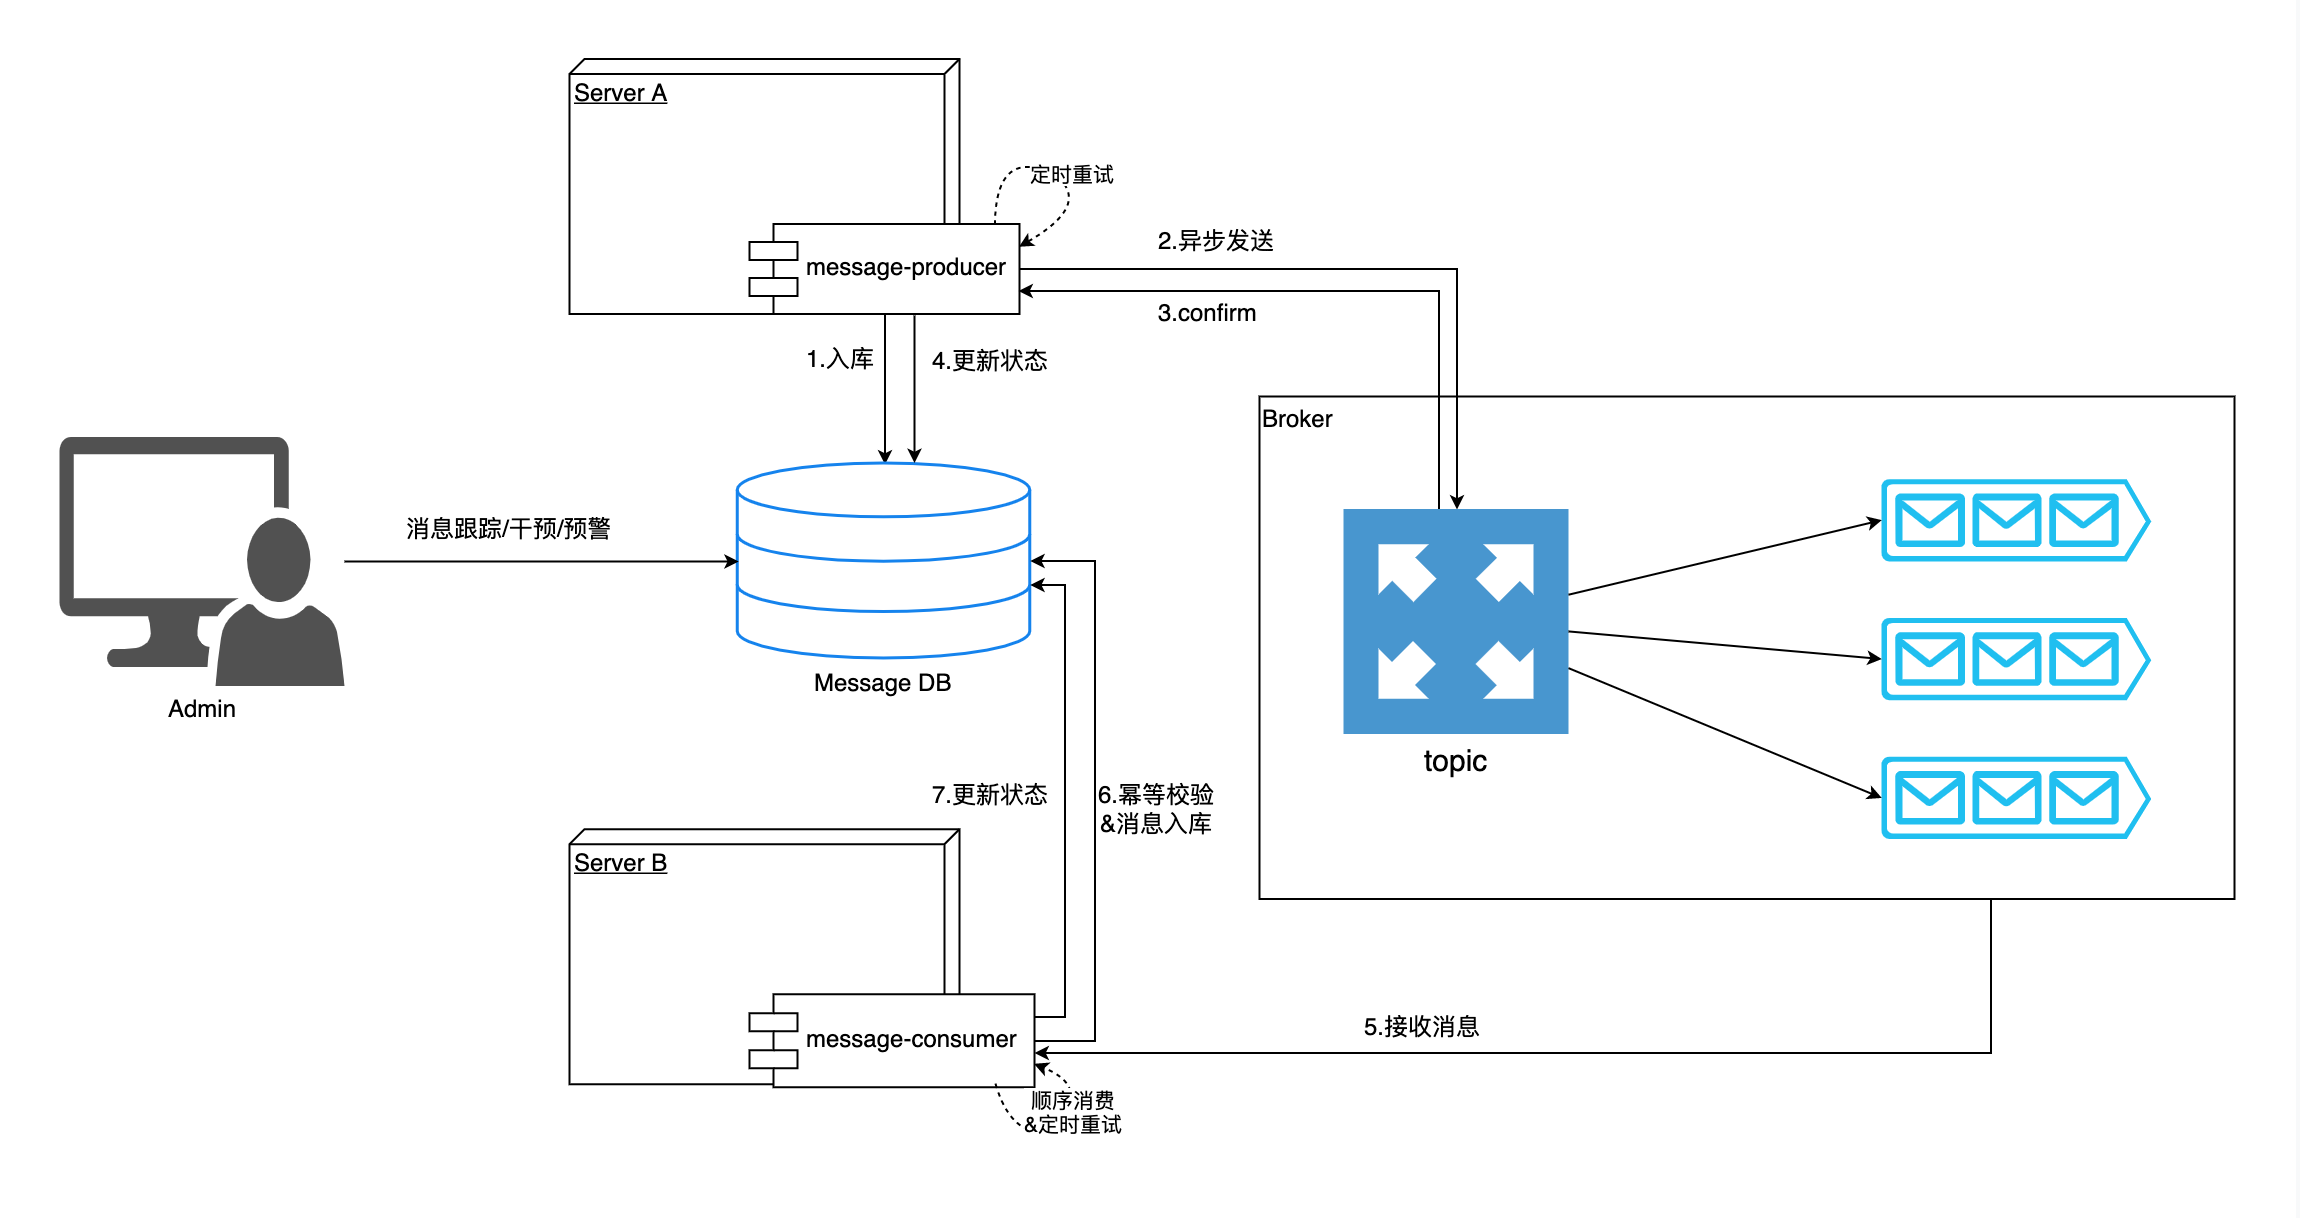 Server A
定时重试
message-producer
2.异步发送
3.confirm
1.入库
4.更新状态
Broker
消息跟踪/干预/预警
Message DB
Admin
topic
7.更新状态
6.幂等校验
&消息入库
Server B
message-consumer
5.接收消息
顺序消费
&定时重试